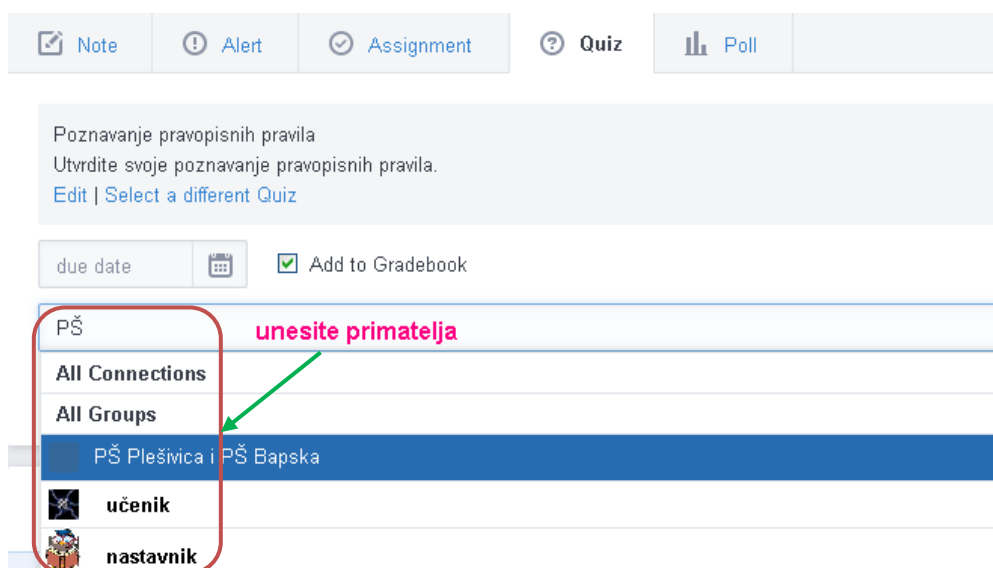 Note Alert Assignment Quiz Poll
Poznavanje pravopisnih pravila
Utvrdite svoje poznavanje pravopisnih pravila.
Edit | Select a different Quiz
due date Add to Gradebook
PŠ unesite primatelja
All Connections
All Groups
PŠ Plešivica i PŠ Bapska
učenik
nastavnik